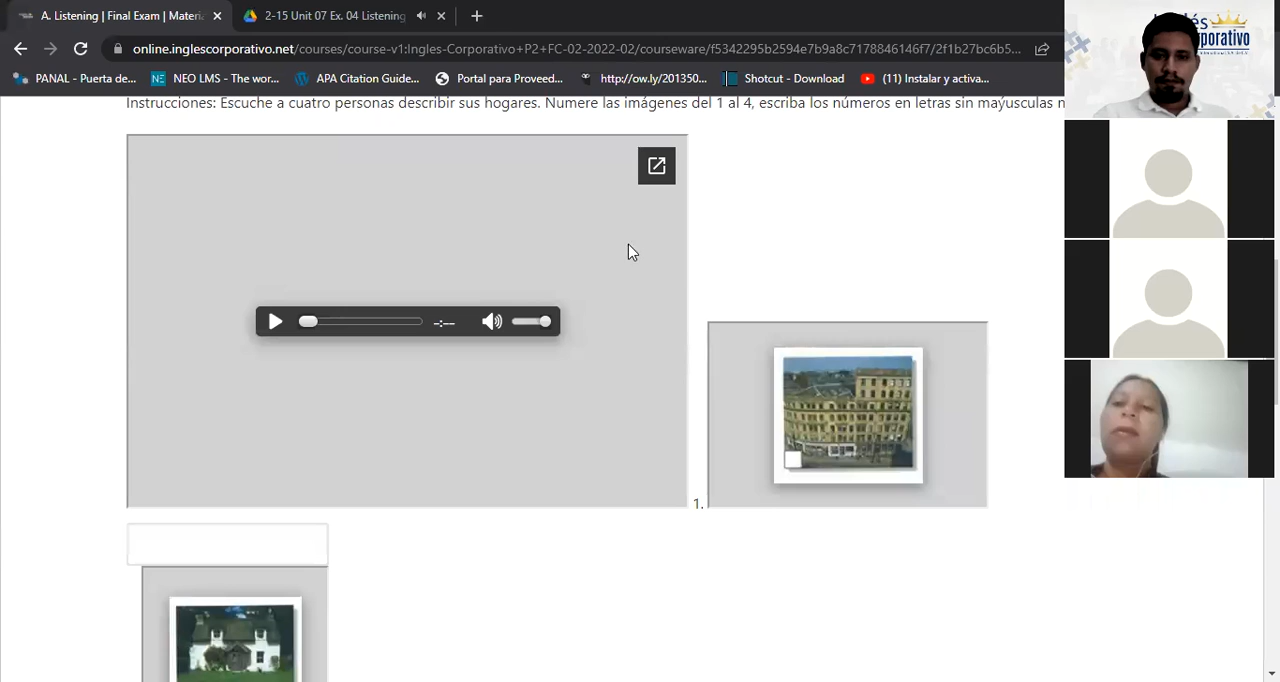 A. Listening | Final Exam | Materi
2-15 Unit 07 Ex. 04 Listening
online.inglescorporativo.net/courses/course-v1:Ingles-Corporativo+P2+FC-02-2022-02/courseware/f5342295b2594e7b9a8c7178846146f7/2f1b27bc6b5...
PANAL - Puerta de...
NEO LMS - The wor...
APA Citation Guide...
Portal para Proveed...
http://ow.ly/201350...
Shotcut - Download
(11) Instalar y activa...
Instrucciones: Escuche a cuatro personas describir sus hogares. Numere las imágenes del 1 al 4, escriba los números en letras sin mayúsculas
-:--
1.